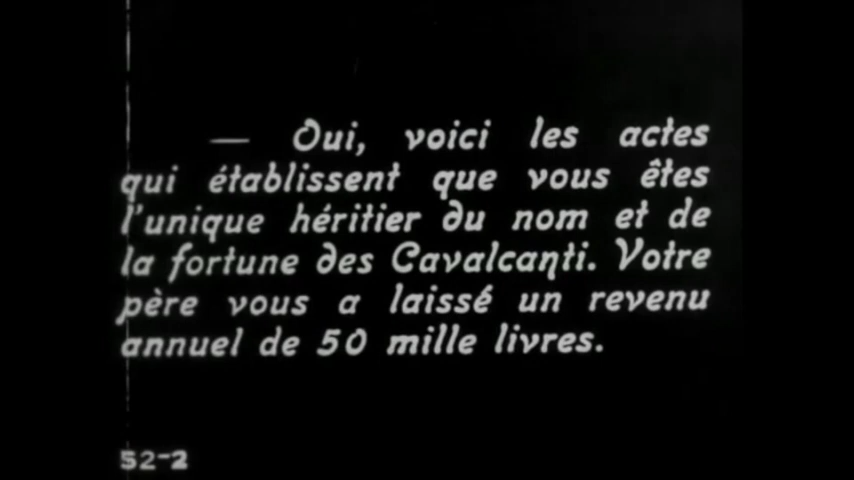 — Oui, voici les actes
qui établissent que vous êtes
l'unique héritier du nom et de
la fortune des Cavalcanti. Votre
père vous a laissé un revenu
annuel de 50 mille livres.
52-2